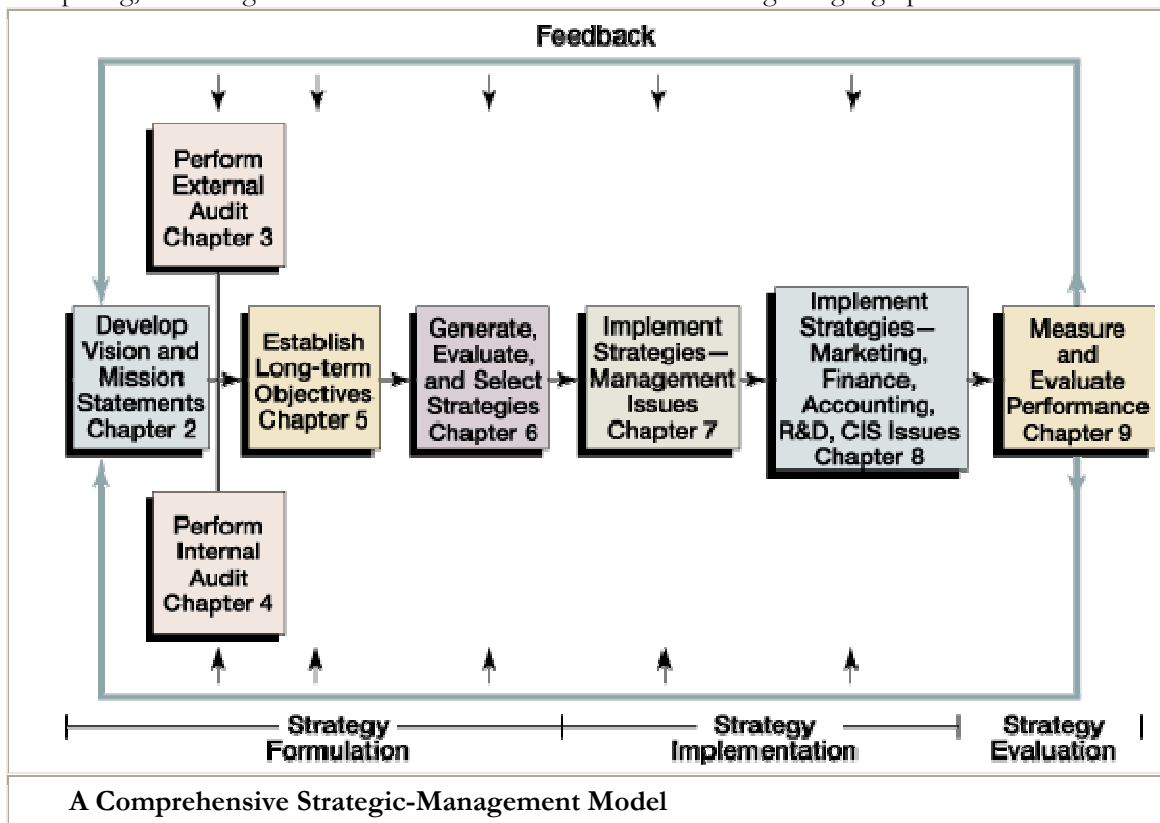 Feedback
Perform
External
Audit
Chapter 3
Develop
Vision and
Mission
Statements
Chapter 2
Establish
Long-term
Objectives
Chapter 5
Generate,
Evaluate,
and Select
Strategies
Chapter 6
Implement
Strategies—
Management
Issues
Chapter 7
Implement
Strategies—
Marketing,
Finance,
Accounting,
R&D, CIS Issues
Chapter 8
Measure
and
Evaluate
Performance
Chapter 9
Perform
Internal
Audit
Chapter 4
Strategy
Formulation
Strategy
Implementation
Strategy
Evaluation
A Comprehensive Strategic-Management Model